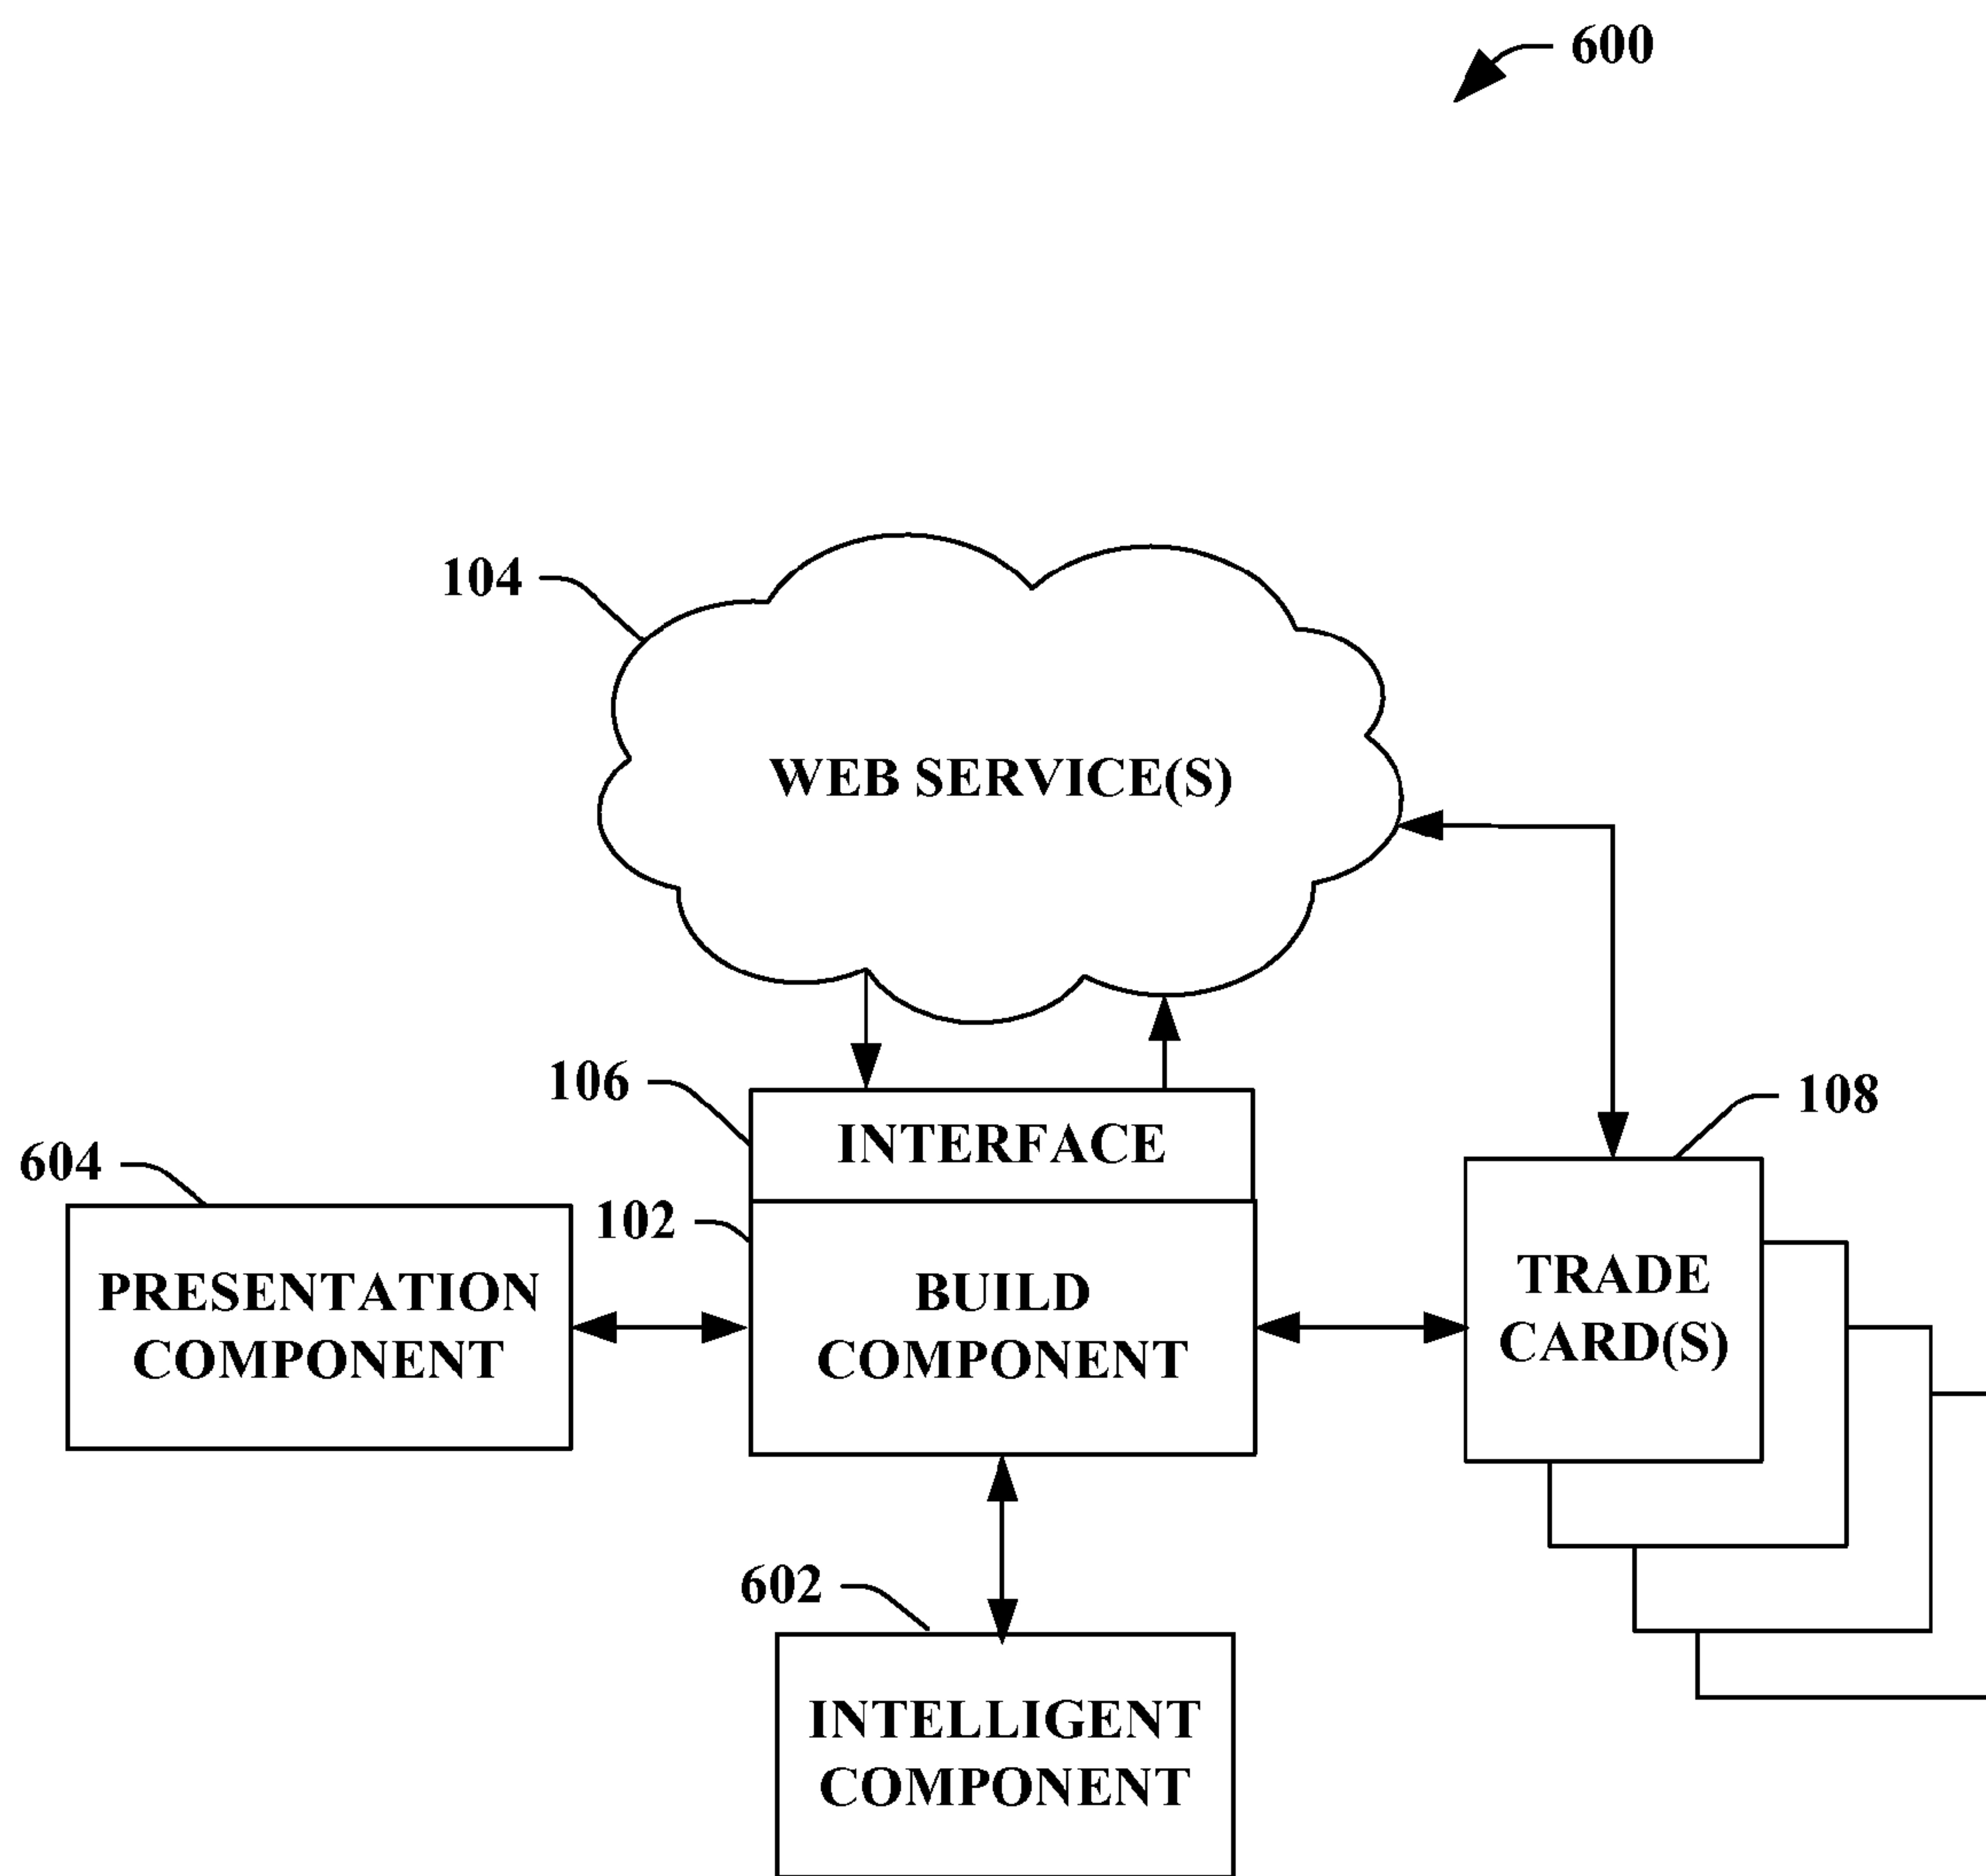 600
104
WEB SERVICE(S)
106
INTERFACE
108
604
102
PRESENTATION
COMPONENT
BUILD
COMPONENT
TRADE
CARD(S)
602
INTELLIGENT
COMPONENT